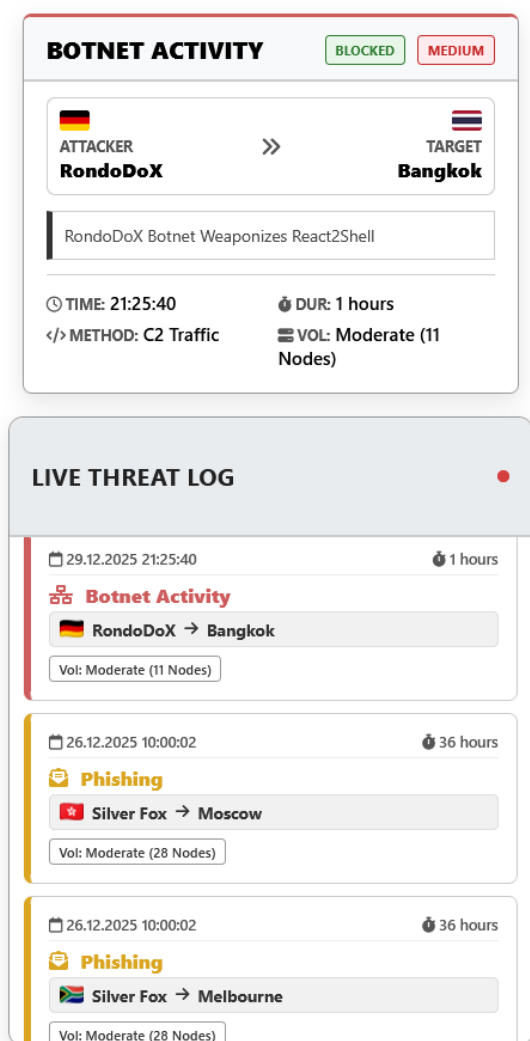 BOTNET ACTIVITY BLOCKED MEDIUM
ATTACKER TARGET
RondoDoX Bangkok
RondoDoX Botnet Weaponizes React2Shell
TIME: 21:25:40 DUR: 1 hours
</> METHOD: C2 Traffic VOL: Moderate (11
Nodes)
LIVE THREAT LOG
29.12.2025 21:25:40 1 hours
Botnet Activity
RondoDoX → Bangkok
Vol: Moderate (11 Nodes)
26.12.2025 10:00:02 36 hours
Phishing
Silver Fox → Moscow
Vol: Moderate (28 Nodes)
26.12.2025 10:00:02 36 hours
Phishing
Silver Fox → Melbourne
Vol: Moderate (28 Nodes)